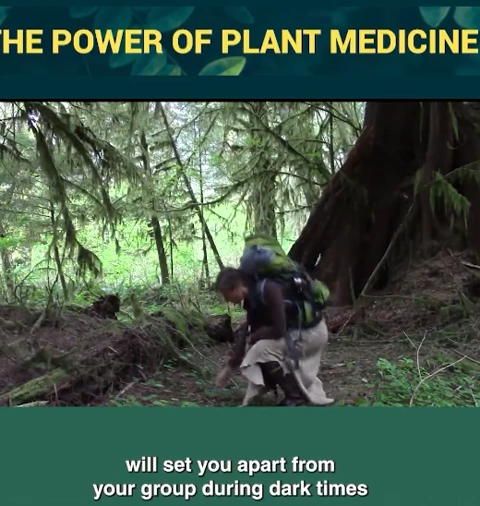 THE POWER OF PLANT MEDICINE
will set you apart from
your group during dark times